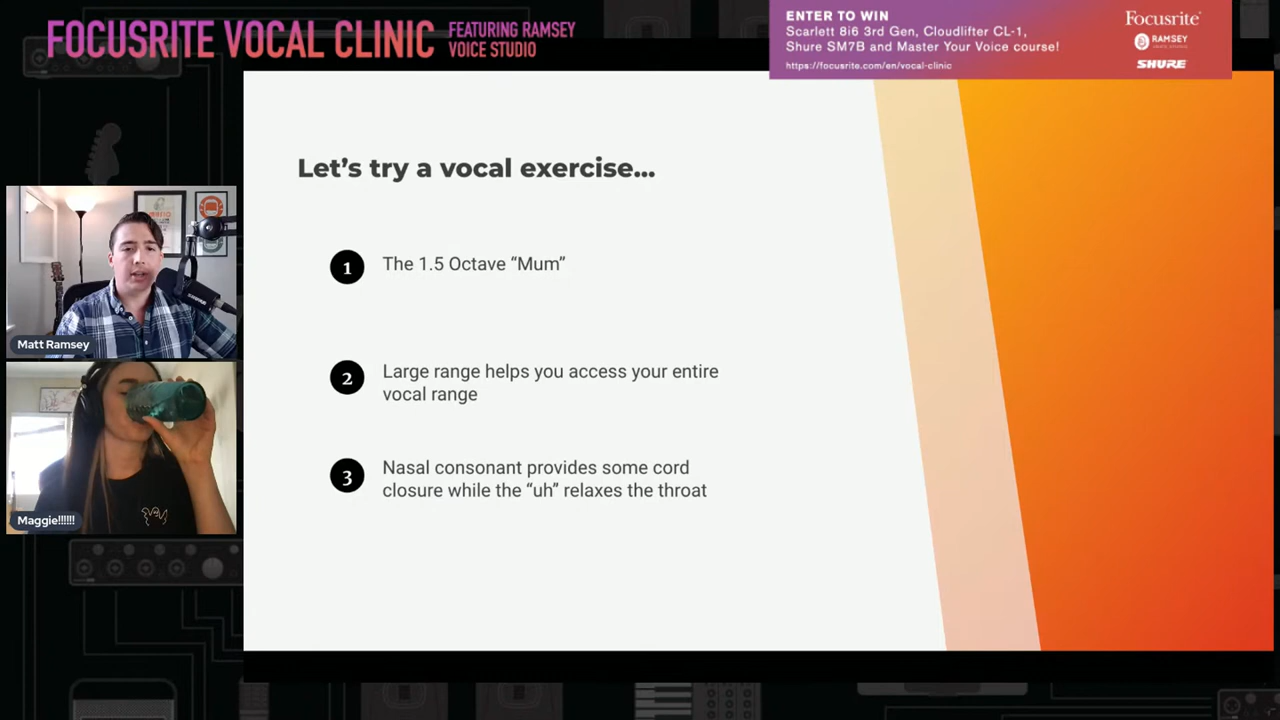 FOCUSRITE VOCAL CLINIC
FEATURING RAMSEY
VOICE STUDIO
ENTER TO WIN
Scarlett 8i6 3rd Gen, Cloudlifter CL-1,
Shure SM7B and Master Your Voice course!
https://focusrite.com/en/vocal-clinic
Focusrite®
RAMSEY
SHURE
Let's try a vocal exercise...
1 The 1.5 Octave “Mum”
2 Large range helps you access your entire
vocal range
3 Nasal consonant provides some cord
closure while the “uh” relaxes the throat
Matt Ramsey
Maggie!!!!!!